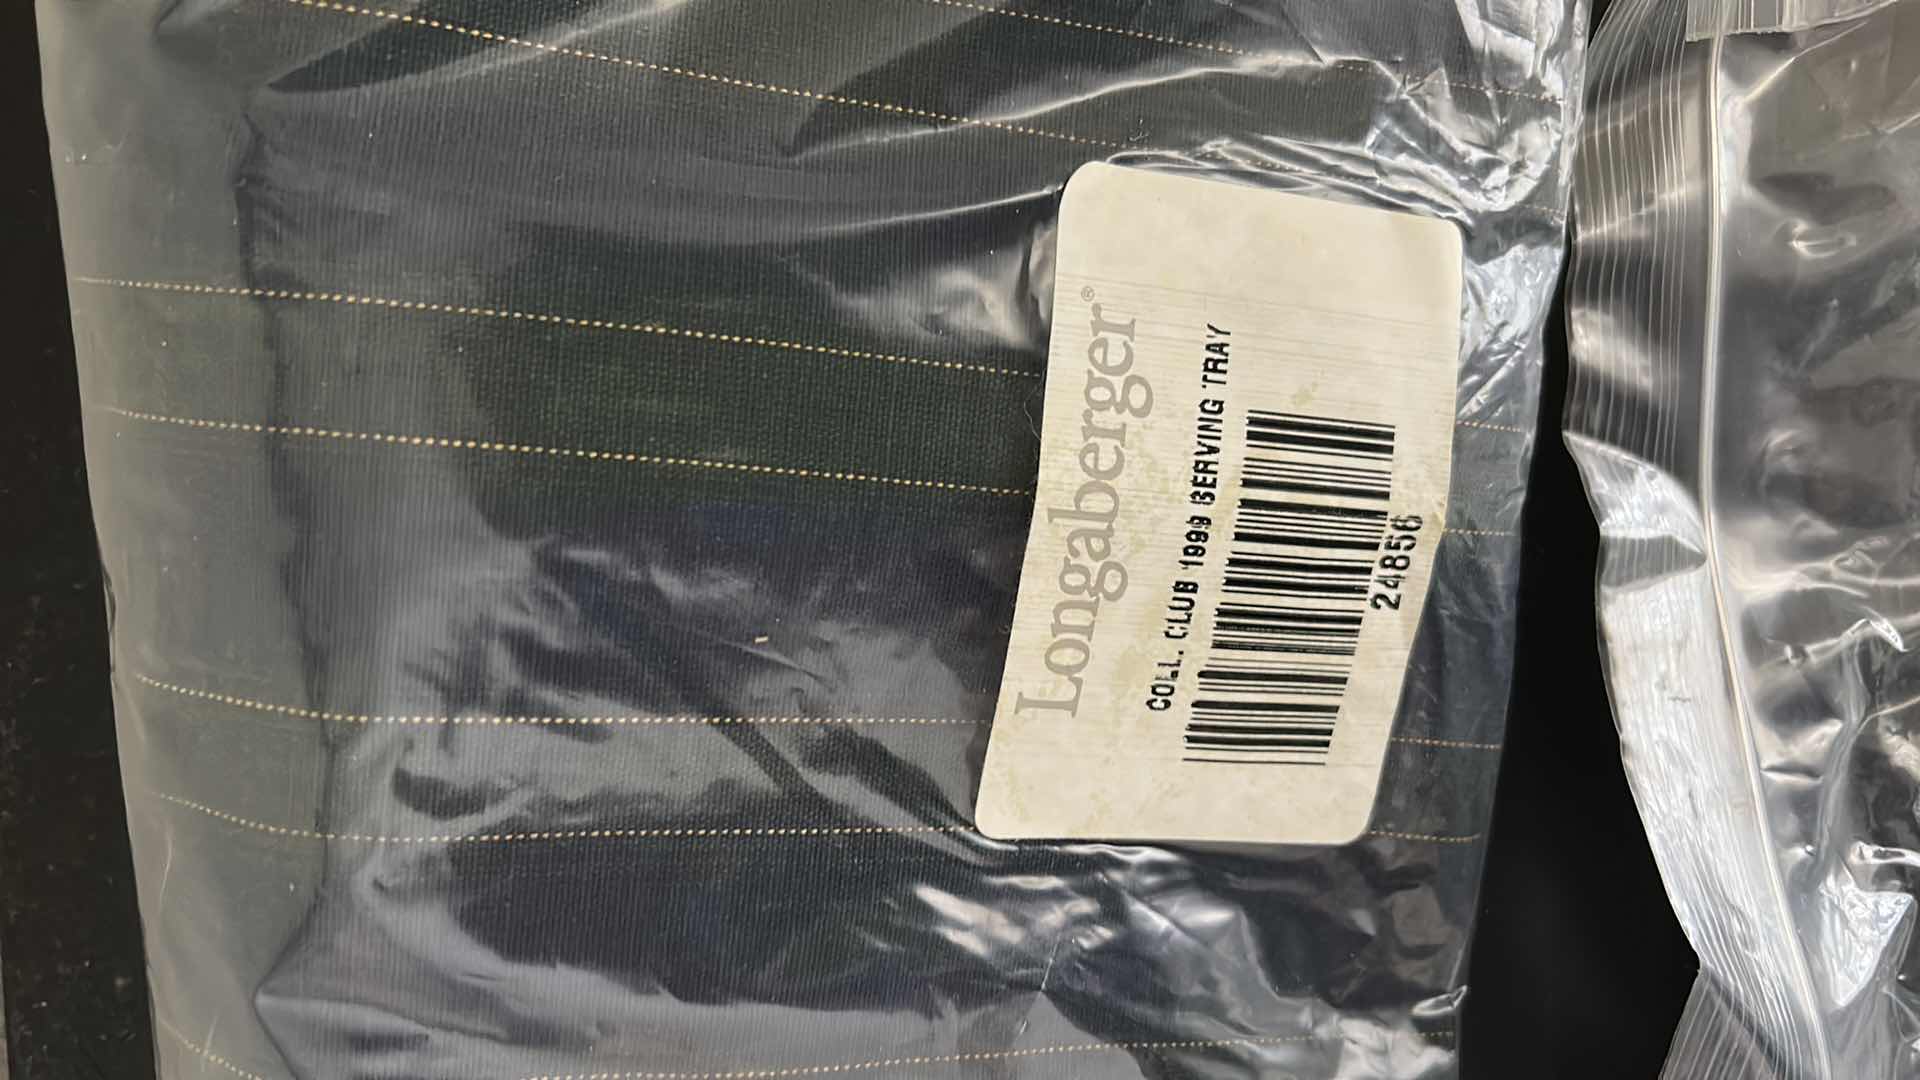 Longaberger®
COLL. CLUB 1999 SERVING TRAY
24856